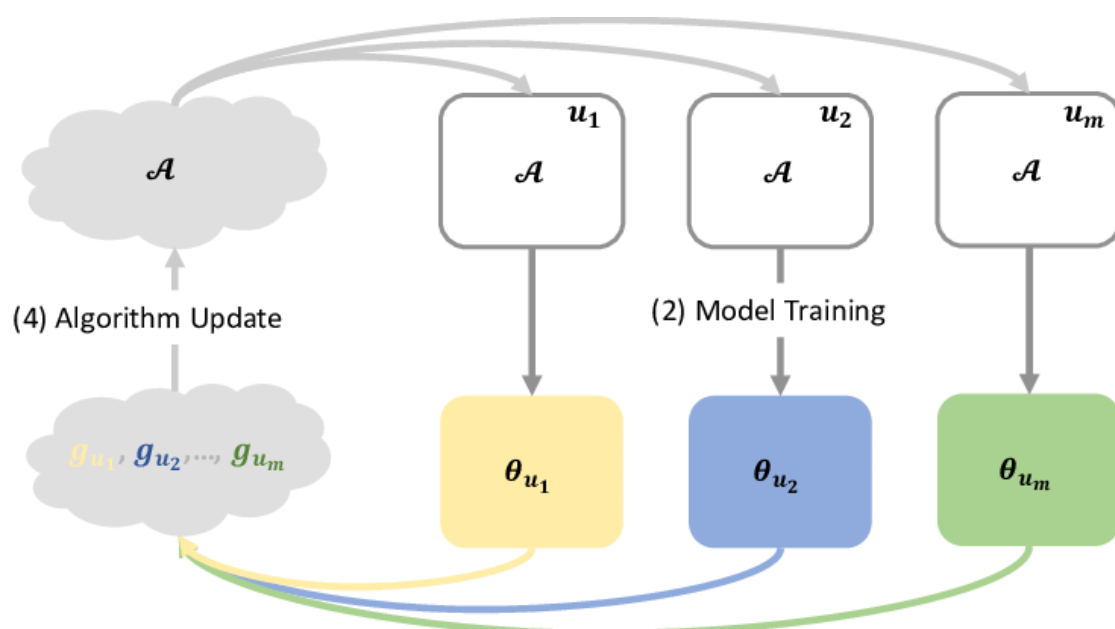 𝒜
u₁
𝒜
u₂
𝒜
uₘ
𝒜
(4) Algorithm Update
(2) Model Training
g_{u₁}, g_{u₂}, ..., g_{uₘ}
θ_{u₁}
θ_{u₂}
θ_{uₘ}